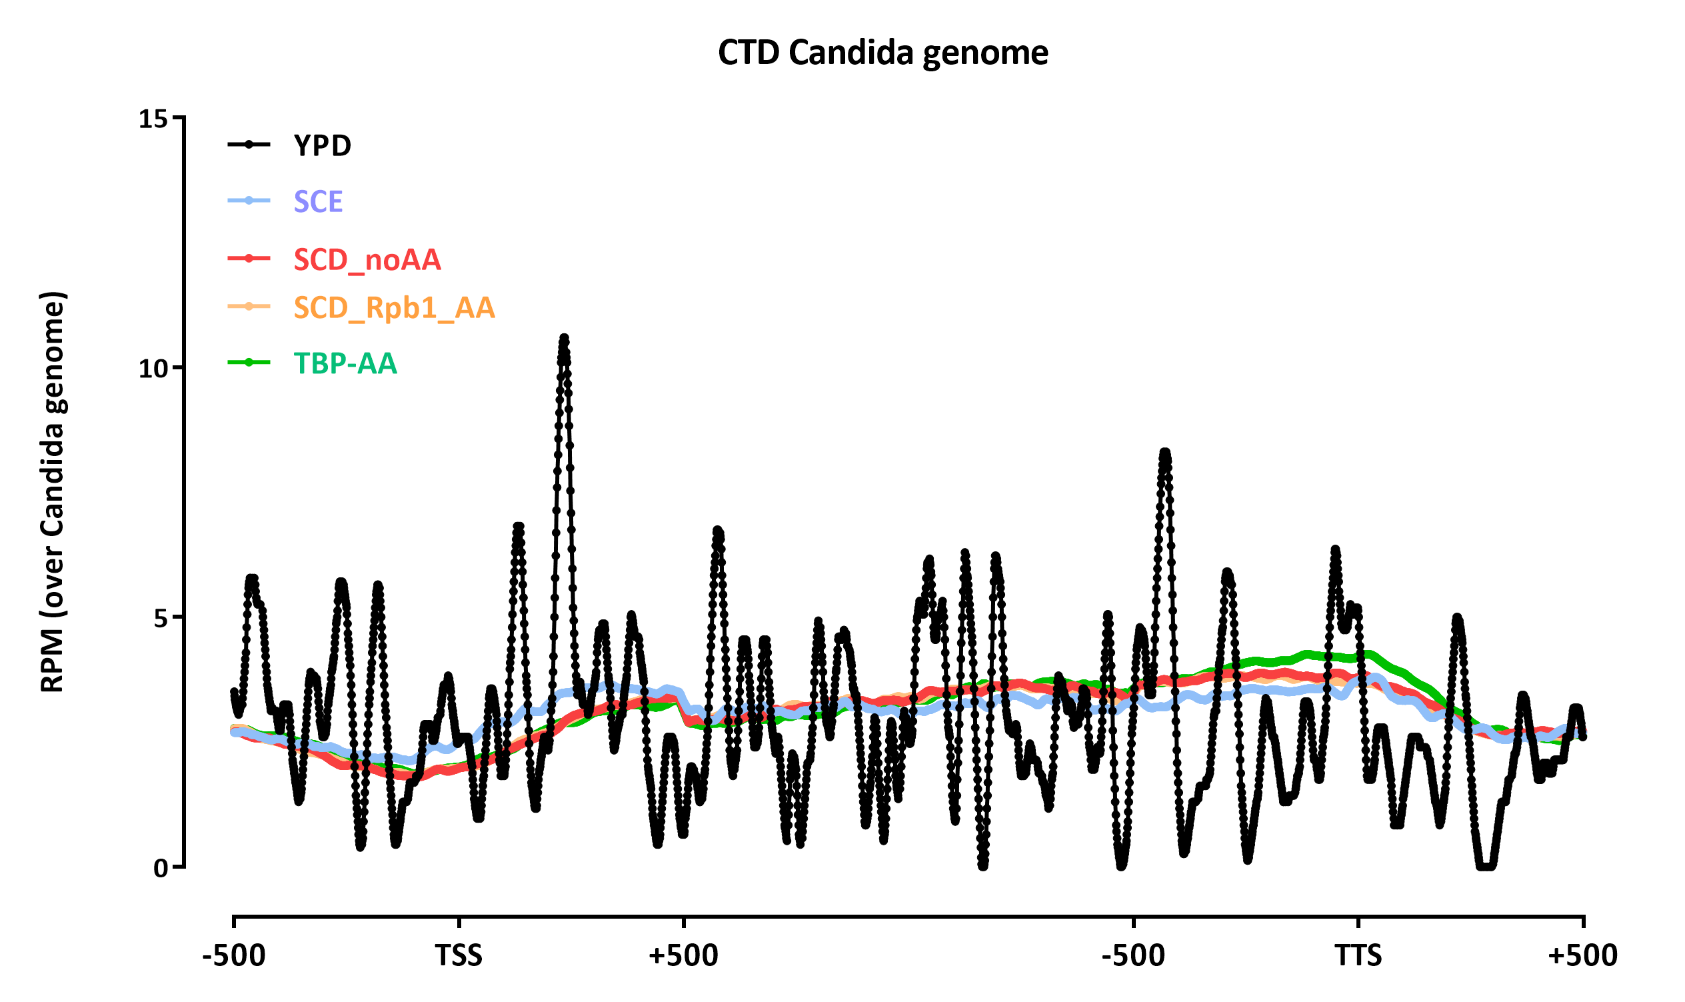 CTD Candida genome
RPM (over Candida genome)
15
10
5
0
YPD
SCE
SCD_noAA
SCD_Rpb1_AA
TBP-AA
-500
TSS
+500
-500
TTS
+500